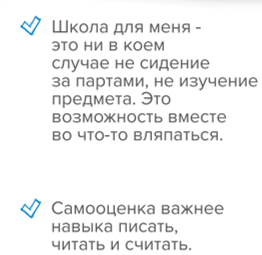 Школа для меня -
это ни в коем
случае не сидение
за партами, не изучение
предмета. Это
возможность вместе
во что-то вляпаться.
Самооценка важнее
навыка писать,
читать и считать.